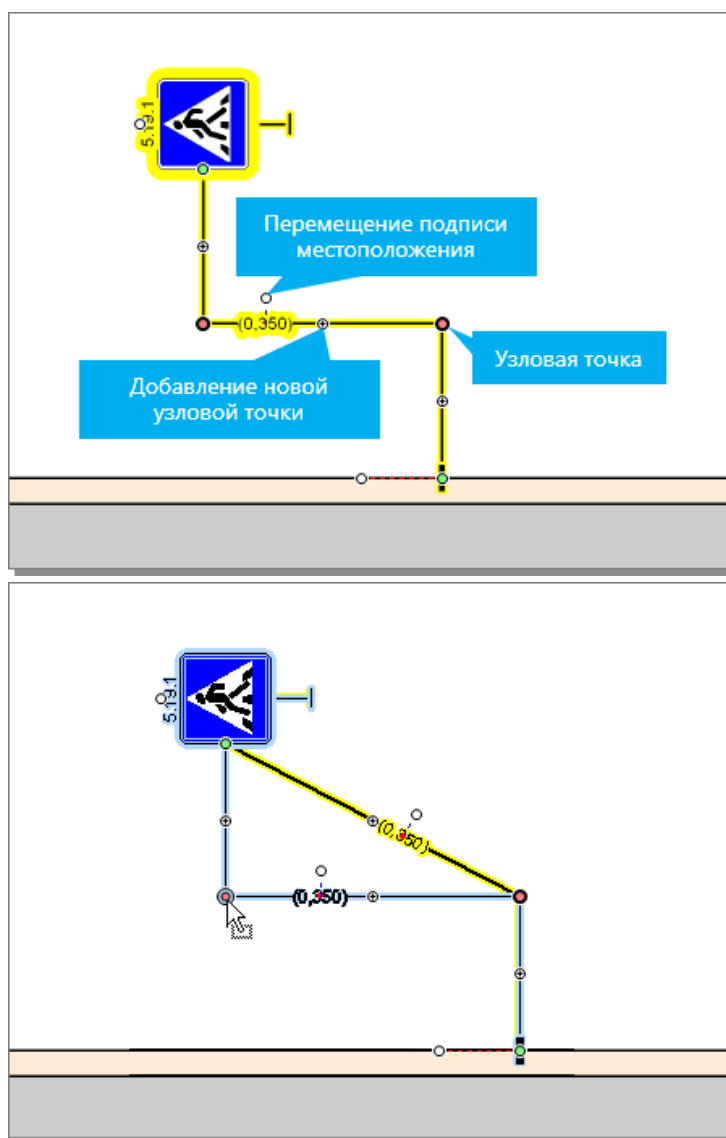 5.19.1
Перемещение подписи
местоположения
(0,350)
Узловая точка
Добавление новой
узловой точки
5.19.1
(0,350)
(0,350)